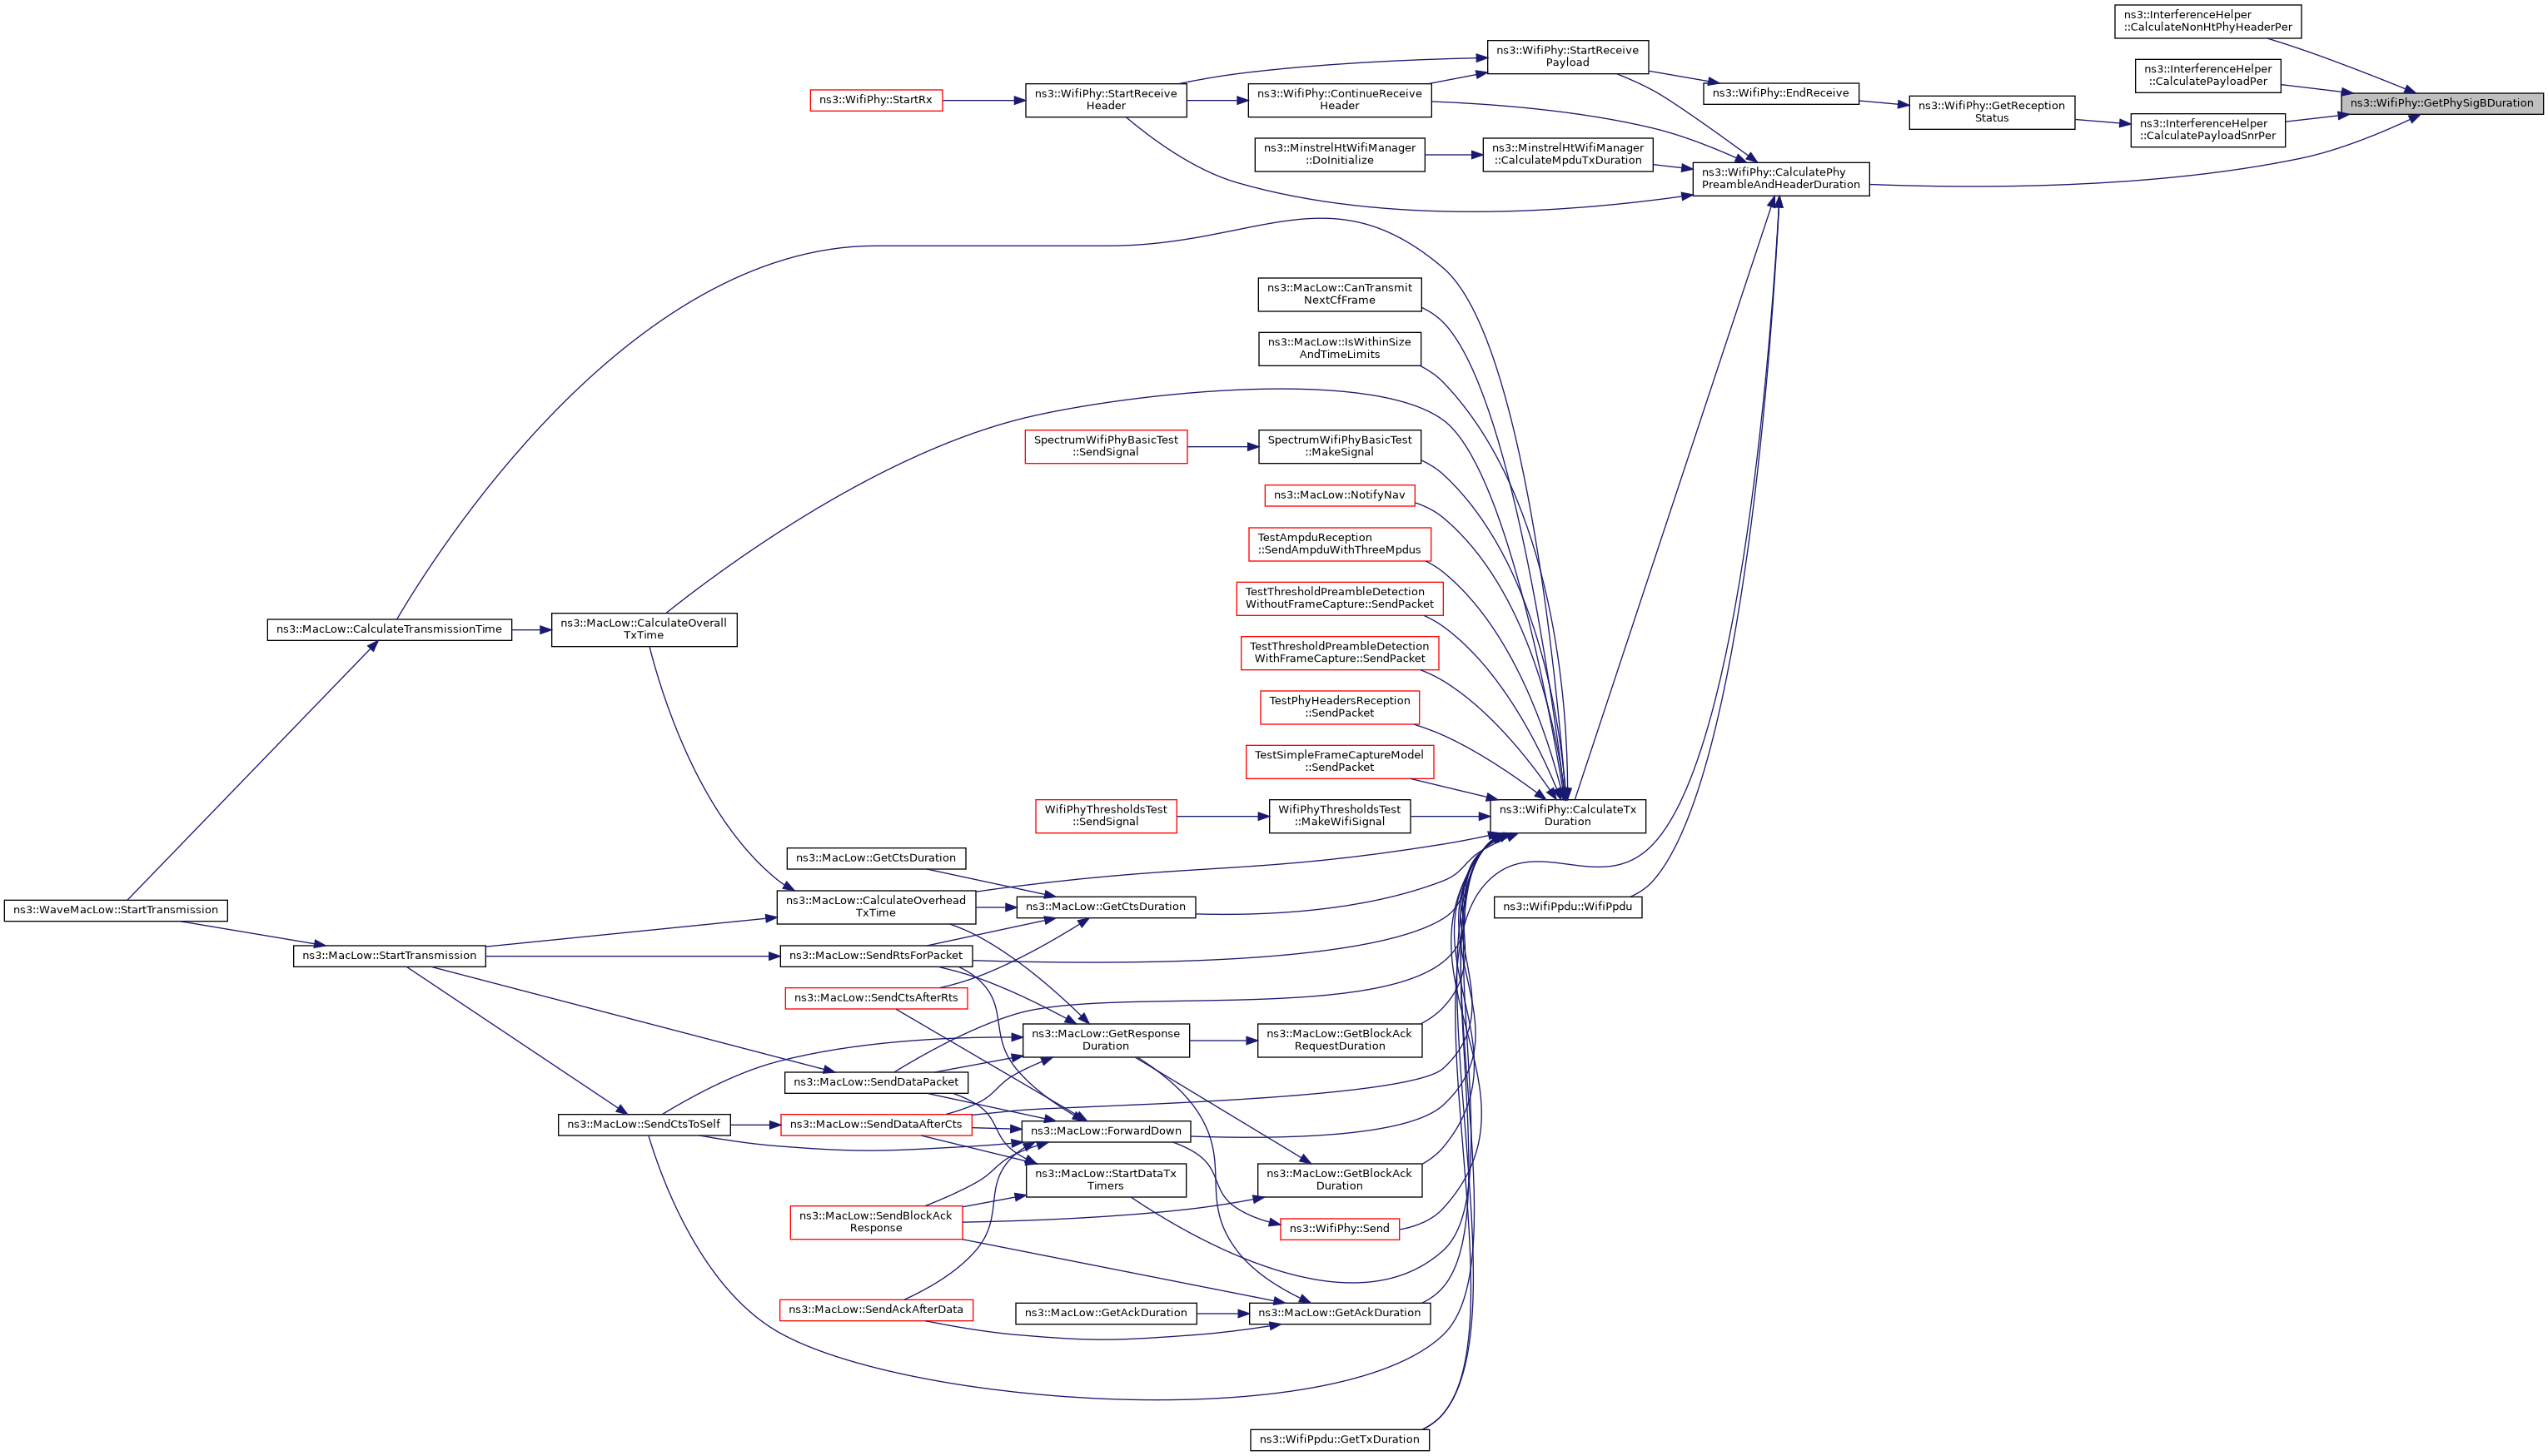 ns3::InterferenceHelper
::CalculateNonHtPhyHeaderPer
ns3::WifiPhy::StartReceive
Payload
ns3::InterferenceHelper
::CalculatePayloadPer
ns3::WifiPhy::StartRx
ns3::WifiPhy::StartReceive
Header
ns3::WifiPhy::ContinueReceive
Header
ns3::WifiPhy::EndReceive
ns3::WifiPhy::GetReception
Status
ns3::InterferenceHelper
::CalculatePayloadSnrPer
ns3::WifiPhy::GetPhySigBDuration
ns3::MinstrelHtWifiManager
::DoInitialize
ns3::MinstrelHtWifiManager
::CalculateMpduTxDuration
ns3::WifiPhy::CalculatePhy
PreambleAndHeaderDuration
ns3::MacLow::CanTransmit
NextCfFrame
ns3::MacLow::IsWithinSize
AndTimeLimits
SpectrumWifiPhyBasicTest
::SendSignal
SpectrumWifiPhyBasicTest
::MakeSignal
ns3::MacLow::NotifyNav
TestAmpduReception
::SendAmpduWithThreeMpdus
TestThresholdPreambleDetection
WithoutFrameCapture::SendPacket
ns3::MacLow::CalculateTransmissionTime
ns3::MacLow::CalculateOverall
TxTime
TestThresholdPreambleDetection
WithFrameCapture::SendPacket
TestPhyHeadersReception
::SendPacket
TestSimpleFrameCaptureModel
::SendPacket
WifiPhyThresholdsTest
::SendSignal
WifiPhyThresholdsTest
::MakeWifiSignal
ns3::WifiPhy::CalculateTx
Duration
ns3::MacLow::GetCtsDuration
ns3::WaveMacLow::StartTransmission
ns3::MacLow::CalculateOverhead
TxTime
ns3::MacLow::GetCtsDuration
ns3::WifiPpdu::WifiPpdu
ns3::MacLow::StartTransmission
ns3::MacLow::SendRtsForPacket
ns3::MacLow::SendCtsAfterRts
ns3::MacLow::GetResponse
Duration
ns3::MacLow::GetBlockAck
RequestDuration
ns3::MacLow::SendDataPacket
ns3::MacLow::SendCtsToSelf
ns3::MacLow::SendDataAfterCts
ns3::MacLow::ForwardDown
ns3::MacLow::StartDataTx
Timers
ns3::MacLow::GetBlockAck
Duration
ns3::MacLow::SendBlockAck
Response
ns3::WifiPhy::Send
ns3::MacLow::SendAckAfterData
ns3::MacLow::GetAckDuration
ns3::MacLow::GetAckDuration
ns3::WifiPpdu::GetTxDuration